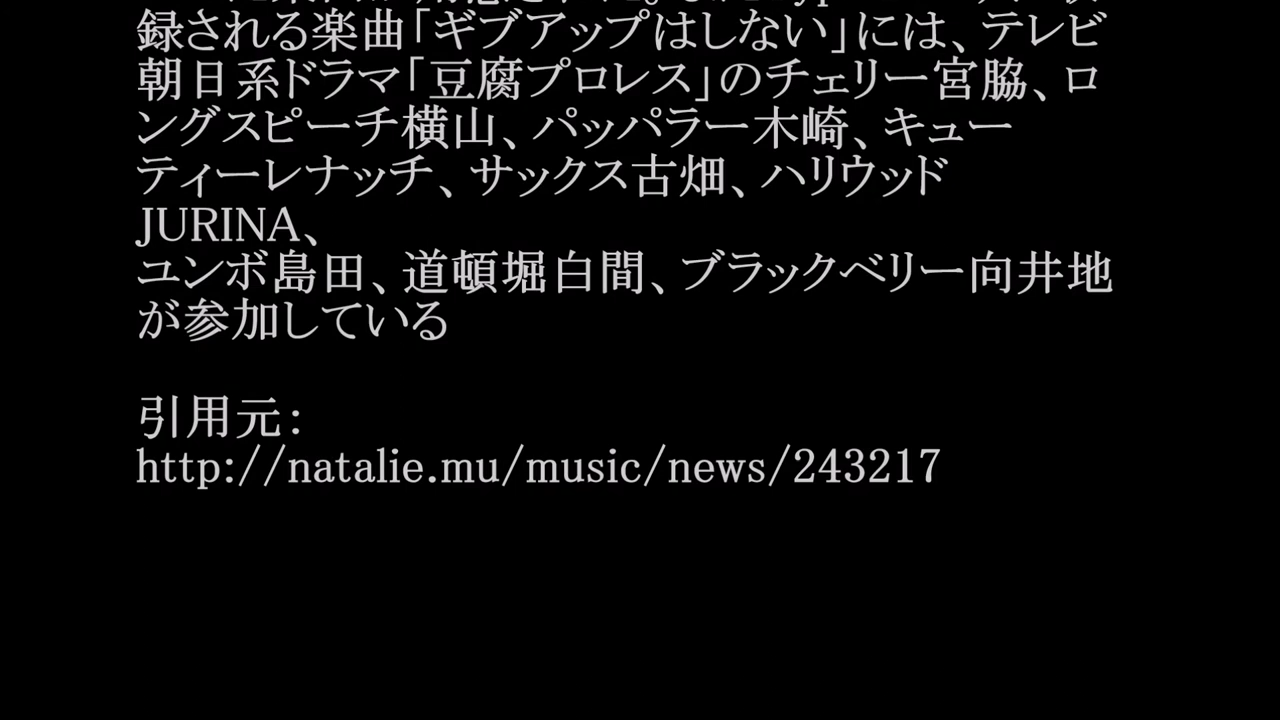 録される楽曲「ギブアップはしない」には、テレビ
朝日系ドラマ「豆腐プロレス」のチェリー宮脇、ロ
ングスピーチ横山、パッパラー木崎、キュー
ティーレナッチ、サックス古畑、ハリウッド
JURINA、
ユンボ島田、道頓堀白間、ブラックベリー向井地
が参加している
引用元:
http://natalie.mu/music/news/243217